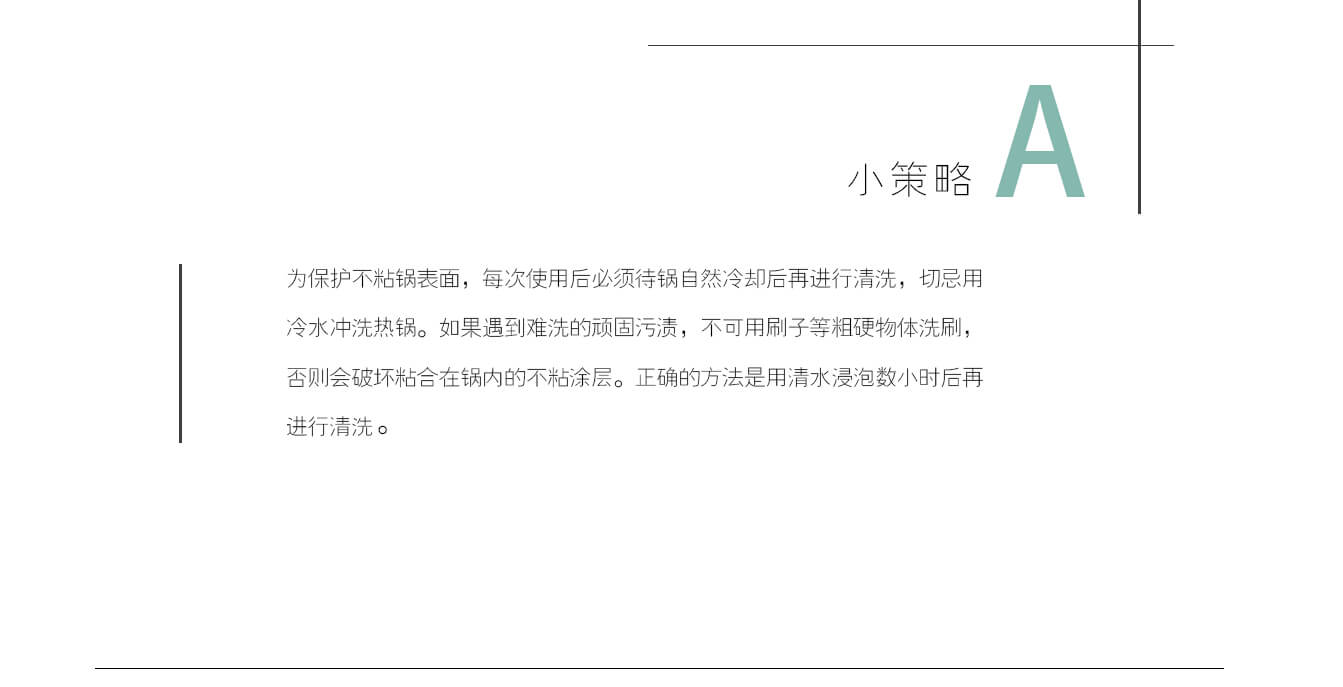 小策略 A
为保护不粘锅表面，每次使用后必须待锅自然冷却后再进行清洗，切忌用
冷水冲洗热锅。如果遇到难洗的顽固污渍，不可用刷子等粗硬物体洗刷，
否则会破坏粘合在锅内的不粘涂层。正确的方法是用清水浸泡数小时后再
进行清洗。